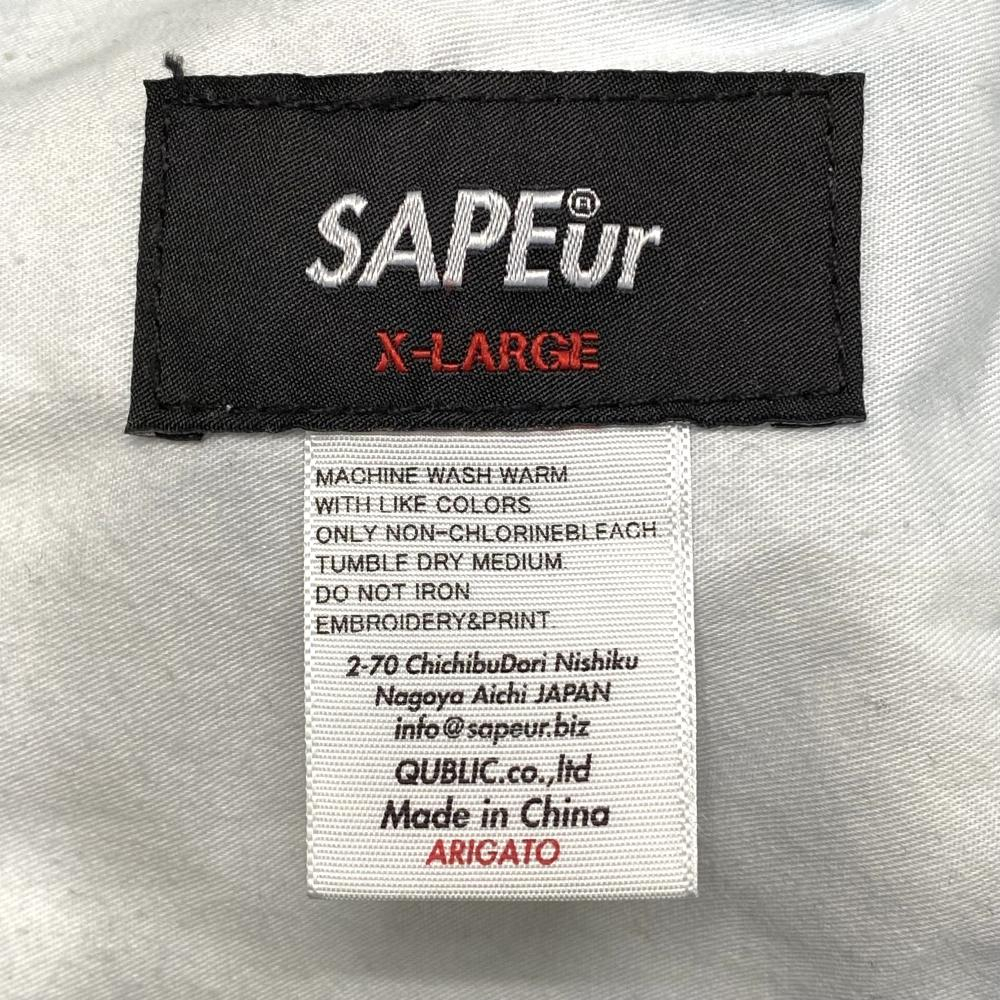 SAPEur®
X-LARGE
MACHINE WASH WARM
WITH LIKE COLORS
ONLY NON-CHLORINEBLEACH
TUMBLE DRY MEDIUM
DO NOT IRON
EMBROIDERY&PRINT.
2-70 ChichibuDori Nishiku
Nagoya Aichi JAPAN
info@sapeur.biz
QUBLIC.co.,ltd
Made in China
ARIGATO